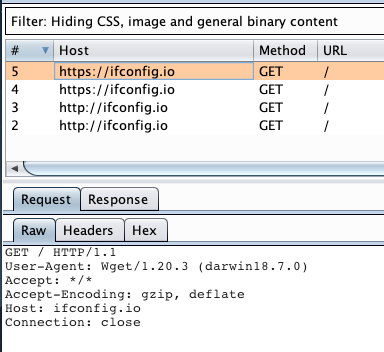 Filter: Hiding CSS, image and general binary content
# Host Method URL
5 https://ifconfig.io GET /
4 https://ifconfig.io GET /
3 http://ifconfig.io GET /
2 http://ifconfig.io GET /
Request Response
Raw Headers Hex
GET / HTTP/1.1
User-Agent: Wget/1.20.3 (darwin18.7.0)
Accept: */*
Accept-Encoding: gzip, deflate
Host: ifconfig.io
Connection: close